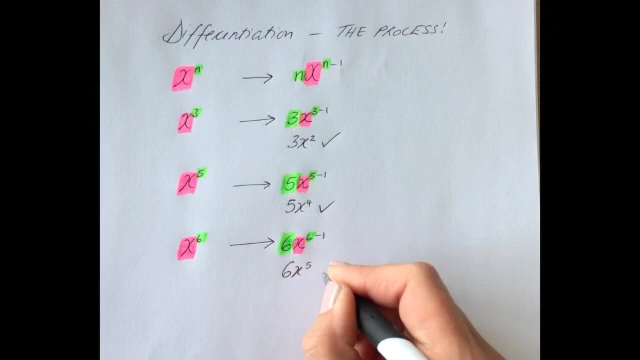 Differentiation — THE PROCESS!
xⁿ → nxⁿ⁻¹
x³ → 3x³⁻¹
3x² ✓
x⁵ → 5x⁵⁻¹
5x⁴ ✓
x⁶ → 6x⁶⁻¹
6x⁵